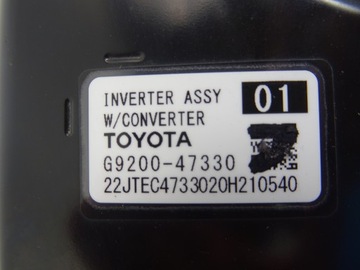 INVERTER ASSY 01
W/CONVERTER
TOYOTA
G9200-47330
22JTEC4733020H210540